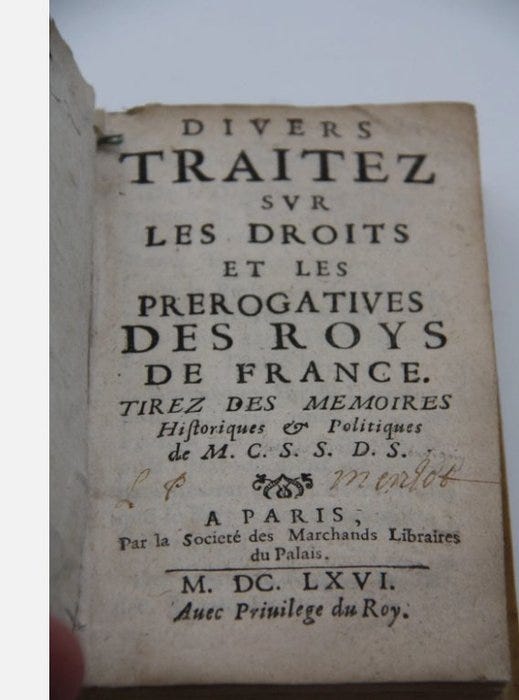 DIVERS
TRAITEZ
SVR
LES DROITS
ET LES
PREROGATIVES
DES ROYS
DE FRANCE.
TIREZ DES MEMOIRES
Hiſtoriques & Politiques
de M. C. S. S. D. S.
A PARIS,
Par la Societé des Marchands Libraires
du Palais.
M. DC. LXVI.
Auec Priuilege du Roy.